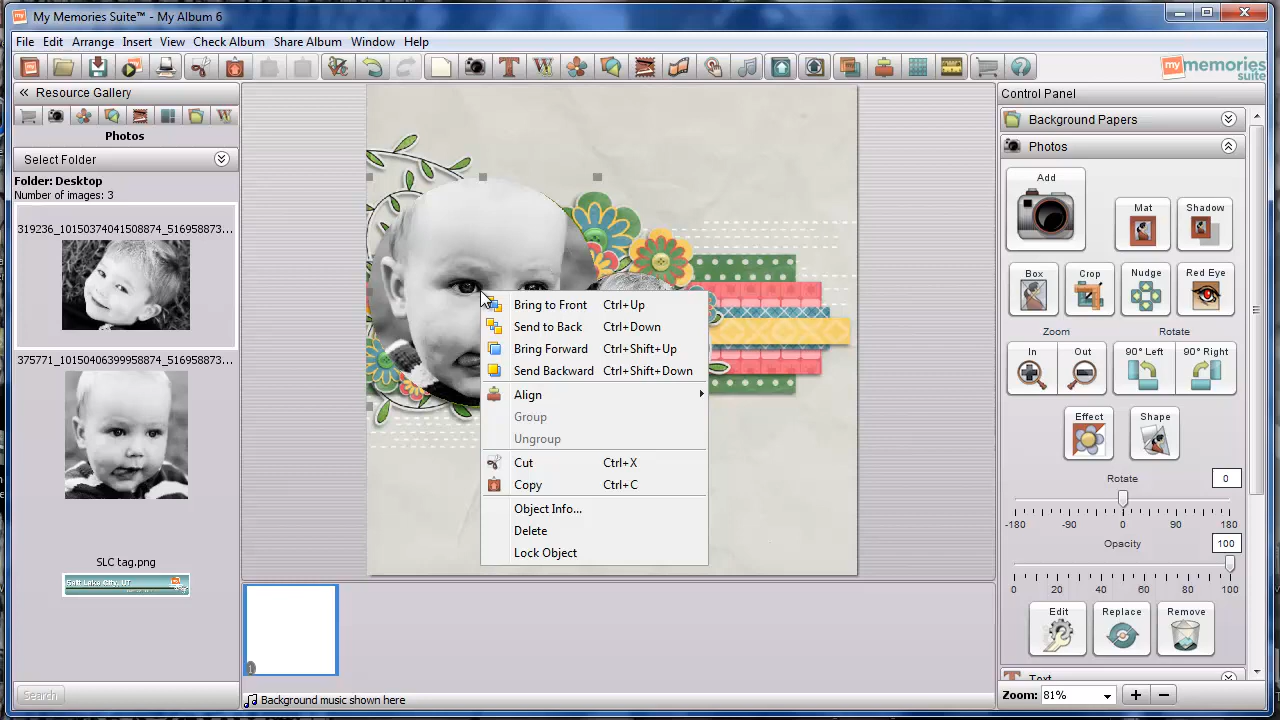 My Memories Suite™ - My Album 6
File Edit Arrange Insert View Check Album Share Album Window Help
my memories suite
Resource Gallery
Photos
Select Folder
Folder: Desktop
Number of images: 3
SLC tag.png
Salt Lake City, UT
Search
Bring to Front Ctrl+Up
Send to Back Ctrl+Down
Bring Forward Ctrl+Shift+Up
Send Backward Ctrl+Shift+Down
Align
Group
Ungroup
Cut Ctrl+X
Copy Ctrl+C
Object Info...
Delete
Lock Object
1
Background music shown here
Control Panel
Background Papers
Photos
Add
Mat Shadow
Box Crop Nudge Red Eye
Zoom Rotate
In Out 90° Left 90° Right
Effect Shape
Rotate 0
-180 -90 0 90 180
Opacity 100
0 20 40 60 80 100
Edit Replace Remove
Text
Zoom: 81%